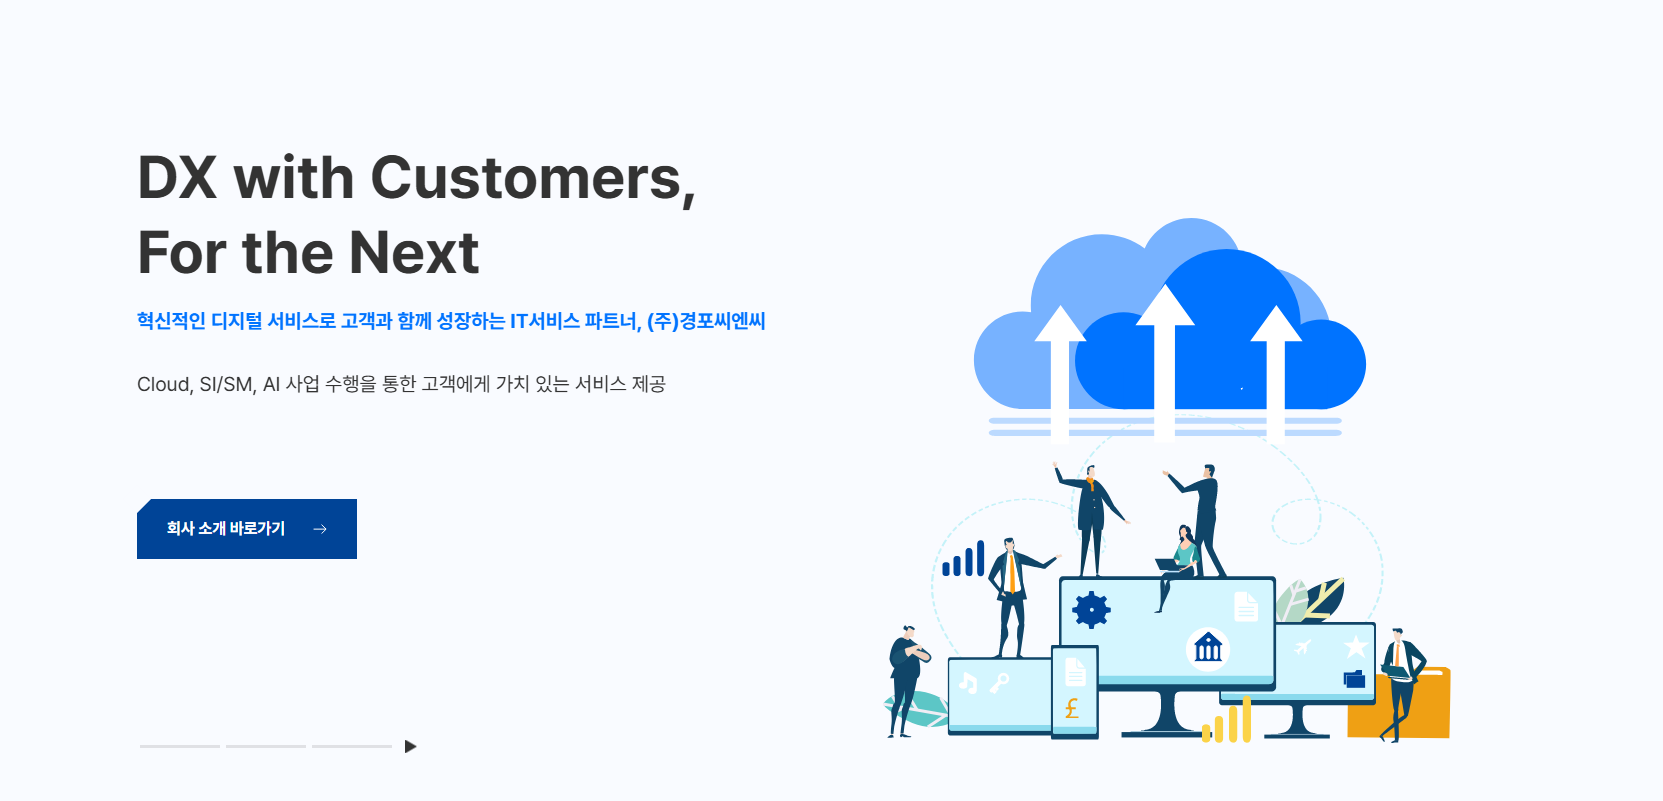 DX with Customers,
For the Next
혁신적인 디지털 서비스로 고객과 함께 성장하는 IT서비스 파트너, (주)경포씨엔씨
Cloud, SI/SM, AI 사업 수행을 통한 고객에게 가치 있는 서비스 제공
회사 소개 바로가기
£